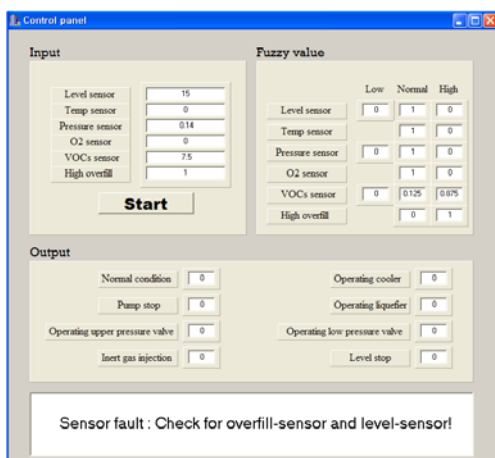 Control panel
Input
Level sensor 15
Temp sensor 0
Pressure sensor 0.14
O2 sensor 0
VOCs sensor 7.5
High overfill 1
Start
Fuzzy value
Low Normal High
Level sensor 0 1 0
Temp sensor 1 0
Pressure sensor 0 1 0
O2 sensor 1 0
VOCs sensor 0 0.125 0.875
High overfill 0 1
Output
Normal condition 0
Pump stop 0
Operating upper pressure valve 0
Inert gas injection 0
Operating cooler 0
Operating liquefier 0
Operating low pressure valve 0
Level stop 0
Sensor fault : Check for overfill-sensor and level-sensor!